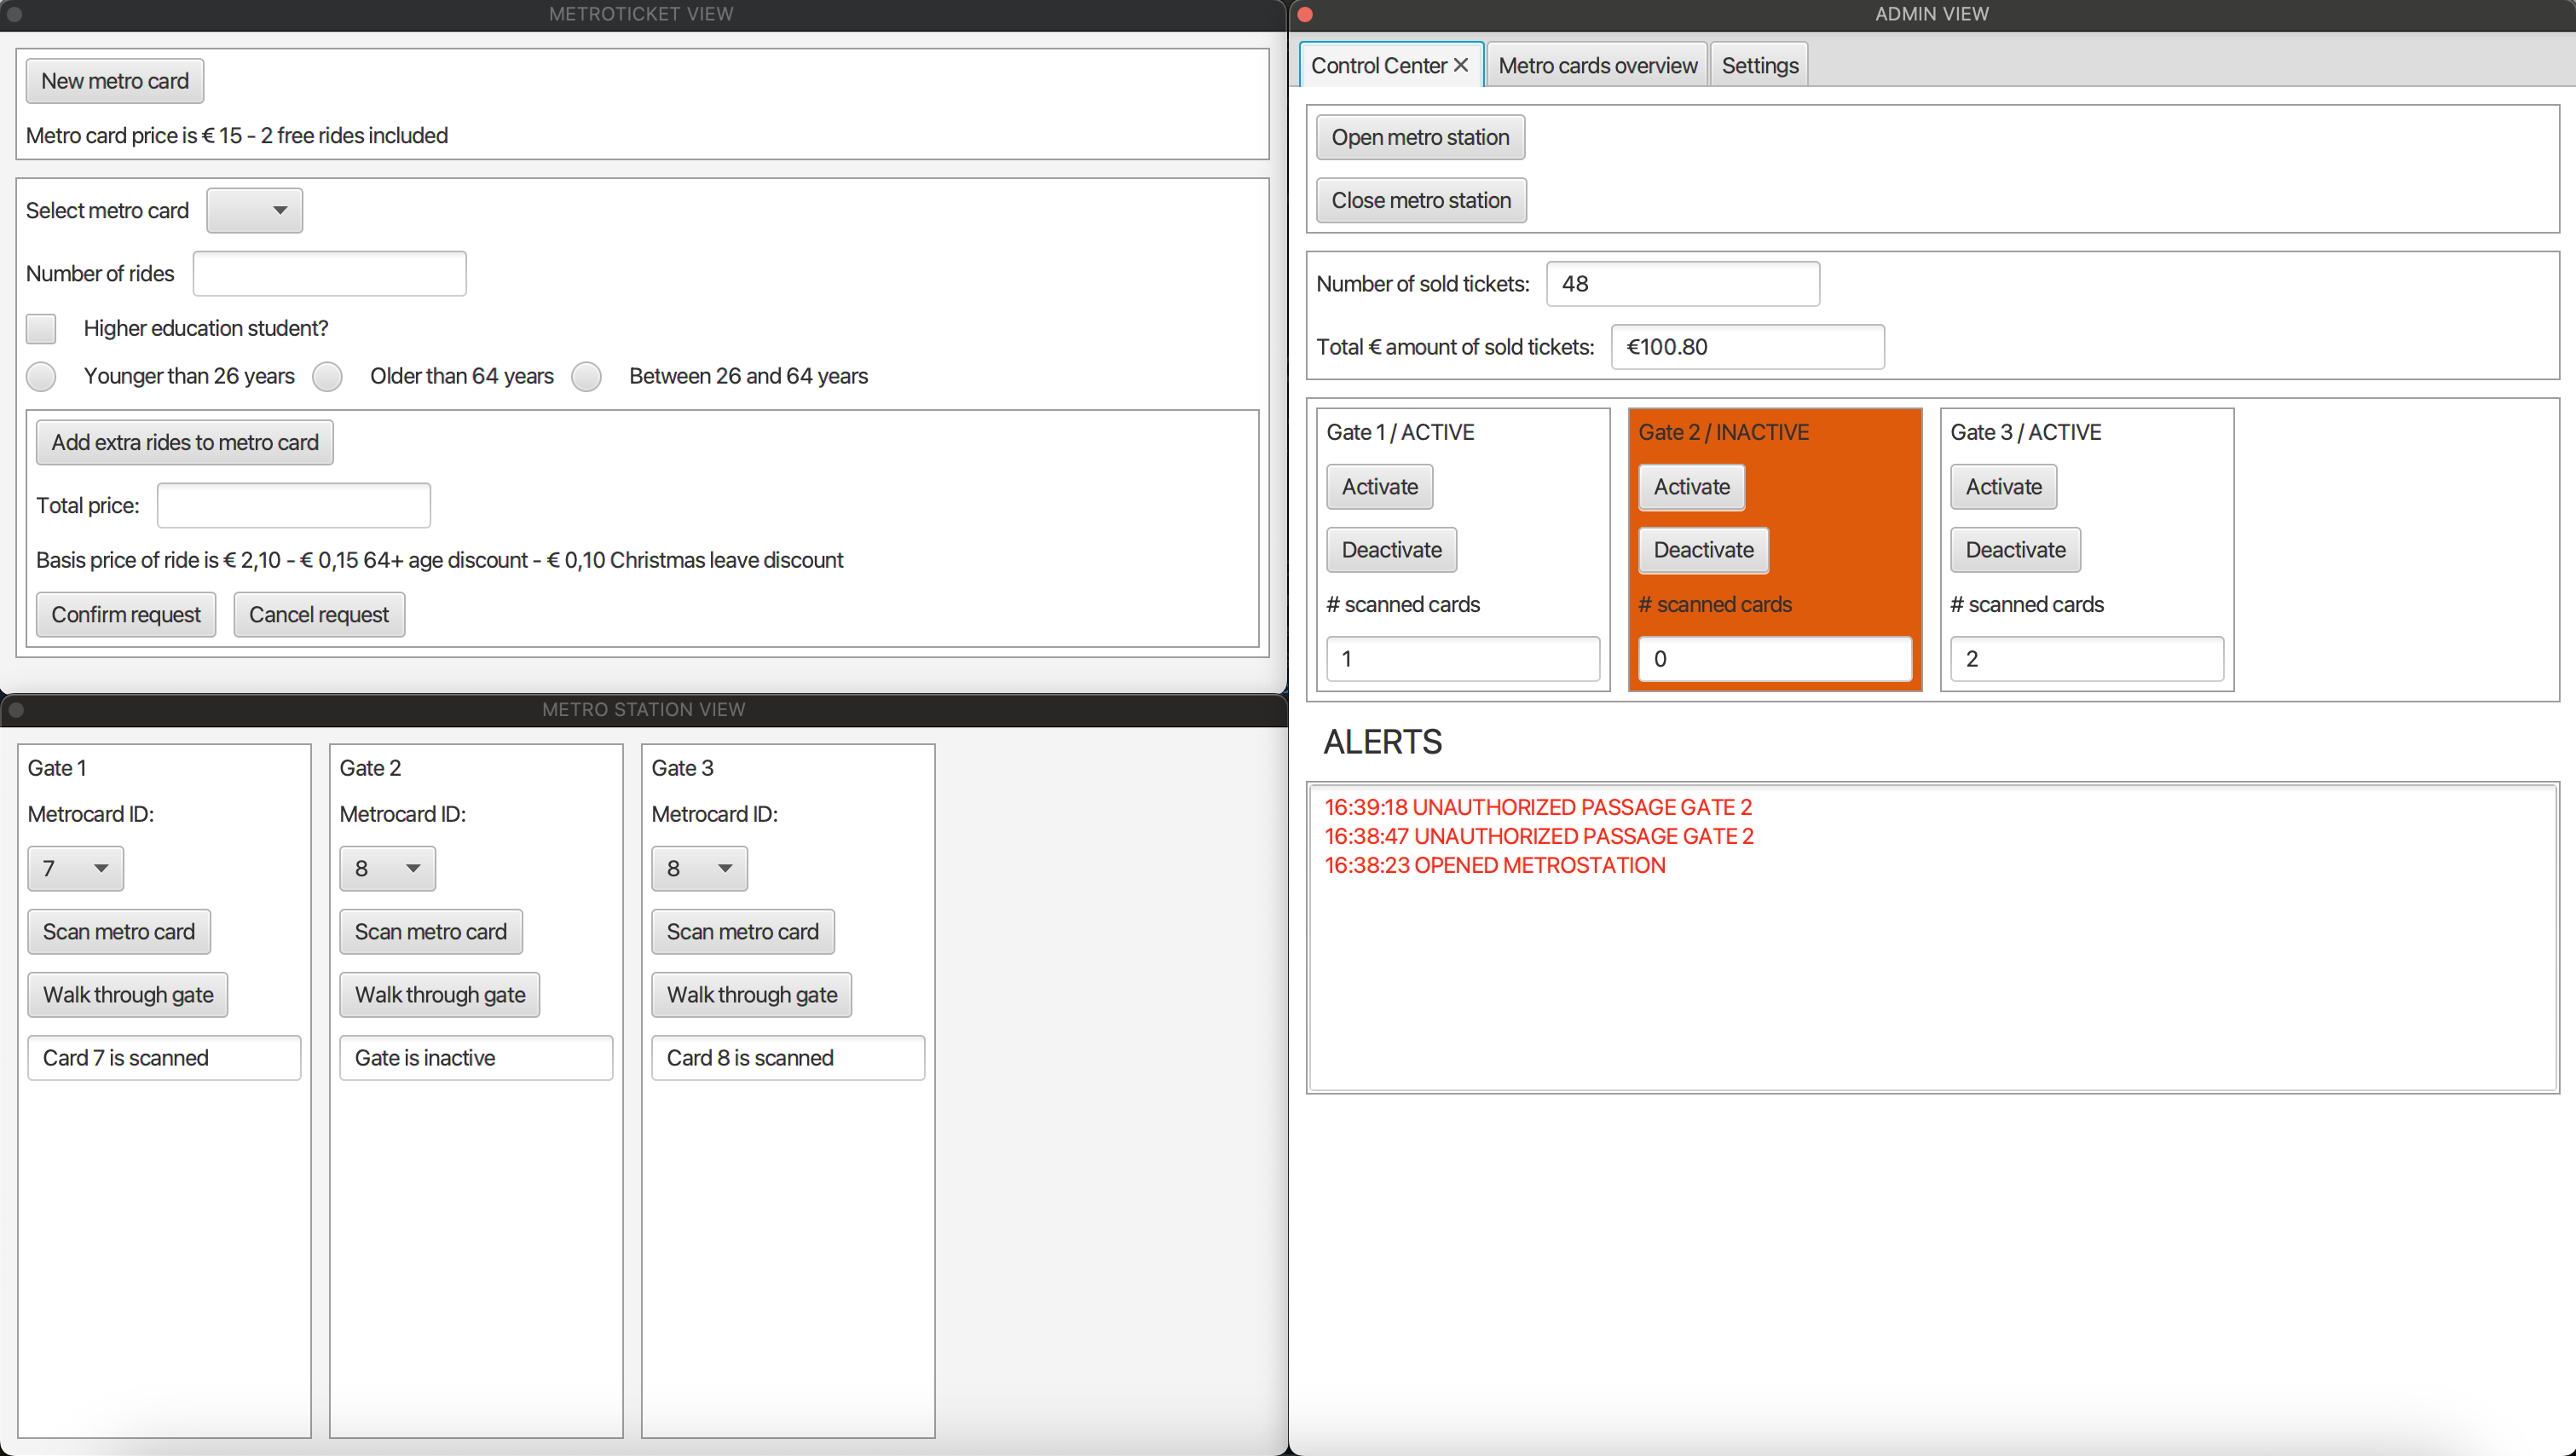 METROTICKET VIEW
New metro card
Metro card price is € 15 - 2 free rides included
Select metro card
Number of rides
Higher education student?
Younger than 26 years Older than 64 years Between 26 and 64 years
Add extra rides to metro card
Total price:
Basis price of ride is € 2,10 - € 0,15 64+ age discount - € 0,10 Christmas leave discount
Confirm request Cancel request
METRO STATION VIEW
Gate 1
Metrocard ID:
7
Scan metro card
Walk through gate
Card 7 is scanned
Gate 2
Metrocard ID:
8
Scan metro card
Walk through gate
Gate is inactive
Gate 3
Metrocard ID:
8
Scan metro card
Walk through gate
Card 8 is scanned
ADMIN VIEW
Control Center Metro cards overview Settings
Open metro station
Close metro station
Number of sold tickets: 48
Total € amount of sold tickets: €100.80
Gate 1 / ACTIVE
Activate
Deactivate
# scanned cards
1
Gate 2 / INACTIVE
Activate
Deactivate
# scanned cards
0
Gate 3 / ACTIVE
Activate
Deactivate
# scanned cards
2
ALERTS
16:39:18 UNAUTHORIZED PASSAGE GATE 2
16:38:47 UNAUTHORIZED PASSAGE GATE 2
16:38:23 OPENED METROSTATION